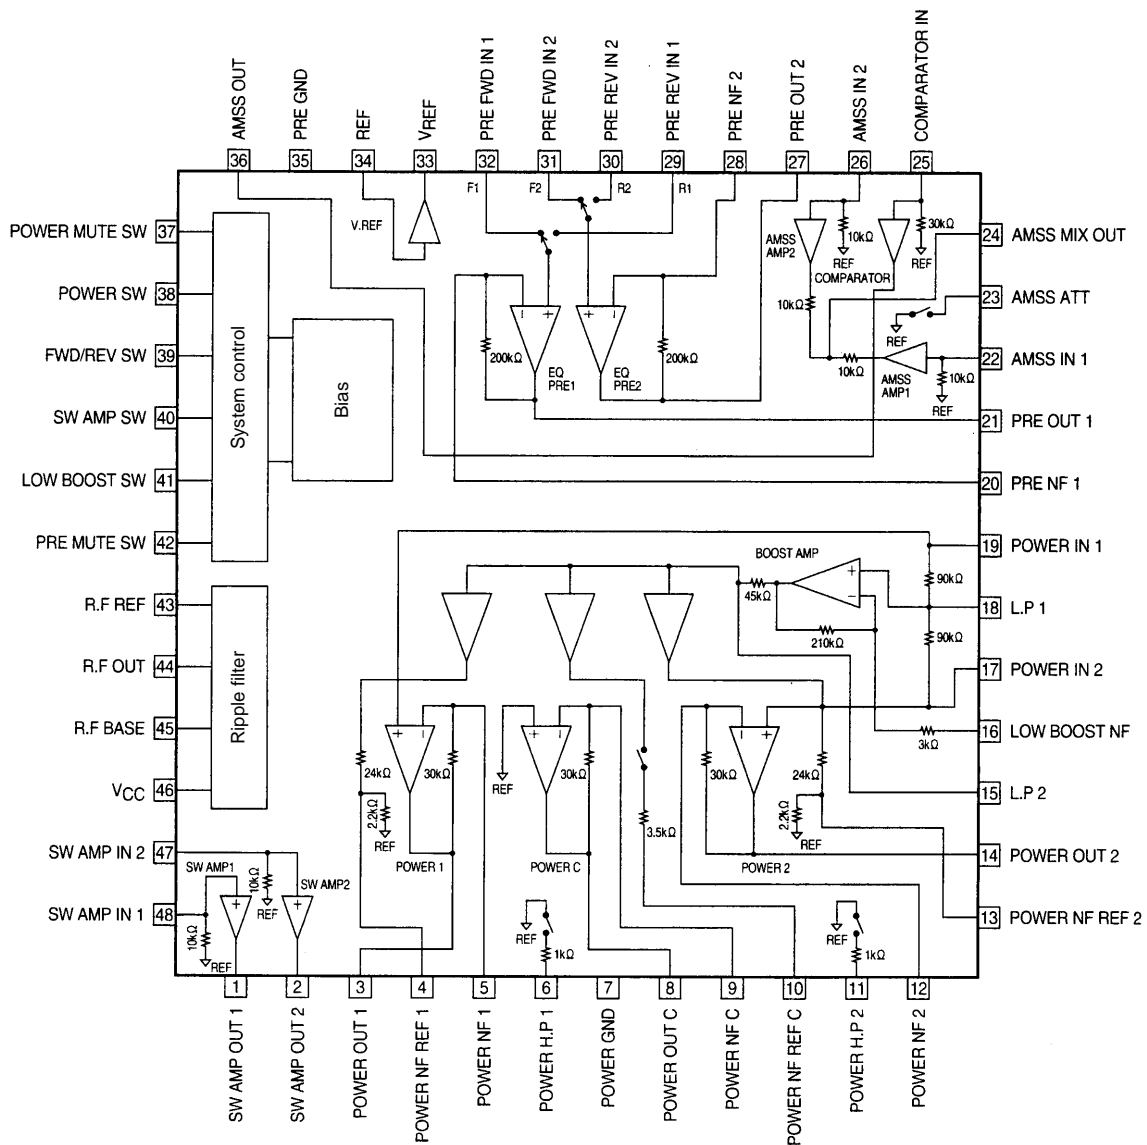 AMSS OUT
PRE GND
REF
VREF
PRE FWD IN 1
PRE FWD IN 2
PRE REV IN 2
PRE REV IN 1
PRE NF 2
PRE OUT 2
AMSS IN 2
COMPARATOR IN
36
35
34
33
32
31
30
29
28
27
26
25
F1
F2
R2
R1
V.REF
POWER MUTE SW 37
POWER SW 38
FWD/REV SW 39
SW AMP SW 40
LOW BOOST SW 41
PRE MUTE SW 42
R.F REF 43
R.F OUT 44
R.F BASE 45
VCC 46
SW AMP IN 2 47
SW AMP IN 1 48
System control
Bias
Ripple filter
AMSS AMP2
10kΩ
REF
COMPARATOR
30kΩ
REF
10kΩ
REF
10kΩ
AMSS AMP1
10kΩ
REF
200kΩ
EQ PRE1
EQ PRE2
200kΩ
24 AMSS MIX OUT
23 AMSS ATT
22 AMSS IN 1
21 PRE OUT 1
20 PRE NF 1
19 POWER IN 1
18 L.P 1
17 POWER IN 2
16 LOW BOOST NF
15 L.P 2
14 POWER OUT 2
13 POWER NF REF 2
BOOST AMP
45kΩ
210kΩ
90kΩ
90kΩ
3kΩ
24kΩ
2.2kΩ
REF
30kΩ
POWER 1
REF
30kΩ
POWER C
3.5kΩ
30kΩ
POWER 2
24kΩ
2.2kΩ
REF
SW AMP1
10kΩ
REF
10kΩ
REF
SW AMP2
REF
1kΩ
REF
1kΩ
1
2
3
4
5
6
7
8
9
10
11
12
SW AMP OUT 1
SW AMP OUT 2
POWER OUT 1
POWER NF REF 1
POWER NF 1
POWER H.P 1
POWER GND
POWER OUT C
POWER NF C
POWER NF REF C
POWER H.P 2
POWER NF 2